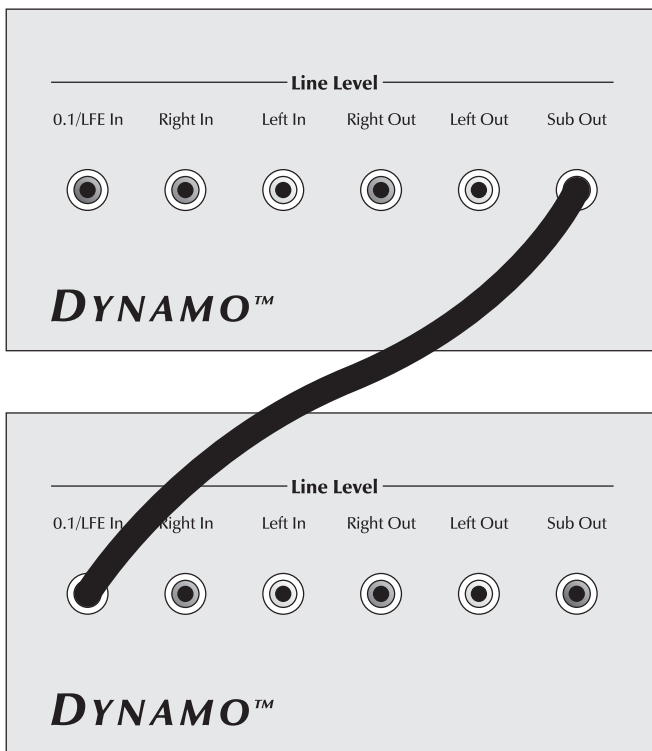 Line Level
0.1/LFE In Right In Left In Right Out Left Out Sub Out
DYNAMO™
Line Level
0.1/LFE In Right In Left In Right Out Left Out Sub Out
DYNAMO™